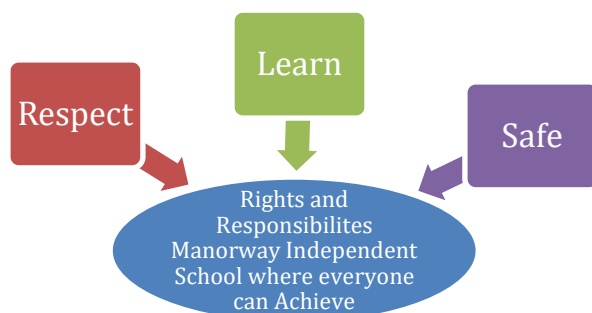 Learn
Respect
Safe
Rights and
Responsibilites
Manorway Independent
School where everyone
can Achieve